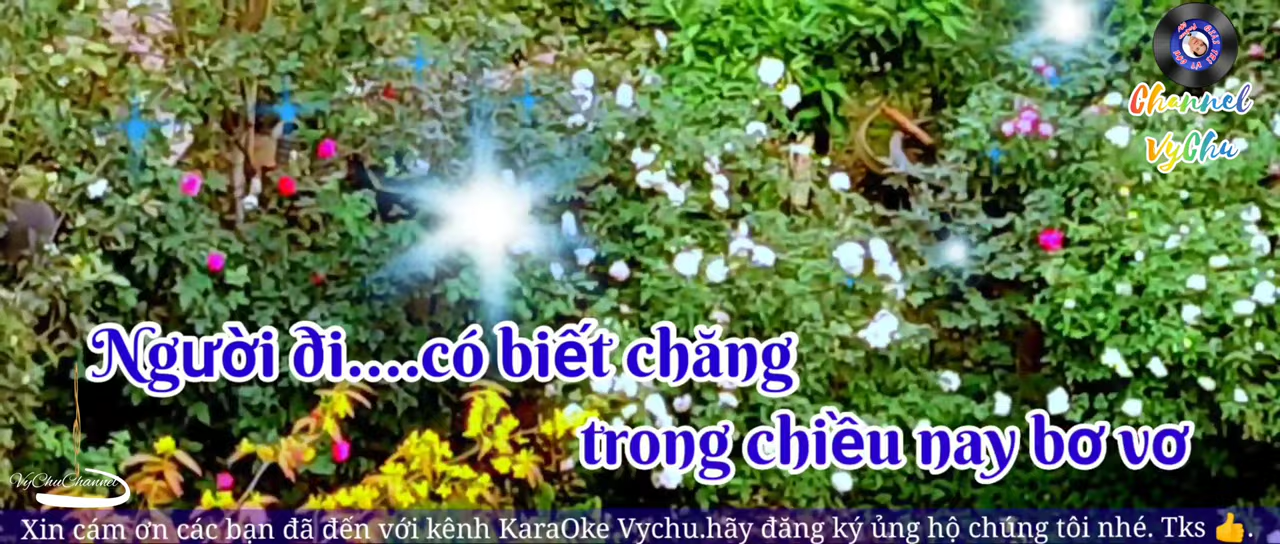 Channel
VyChu
Người đi....có biết chăng
trong chiều nay bơ vơ
VyChuChannel
Xin cám ơn các bạn đã đến với kênh KaraOke Vychu.hãy đăng ký ủng hộ chúng tôi nhé. Tks 👍.